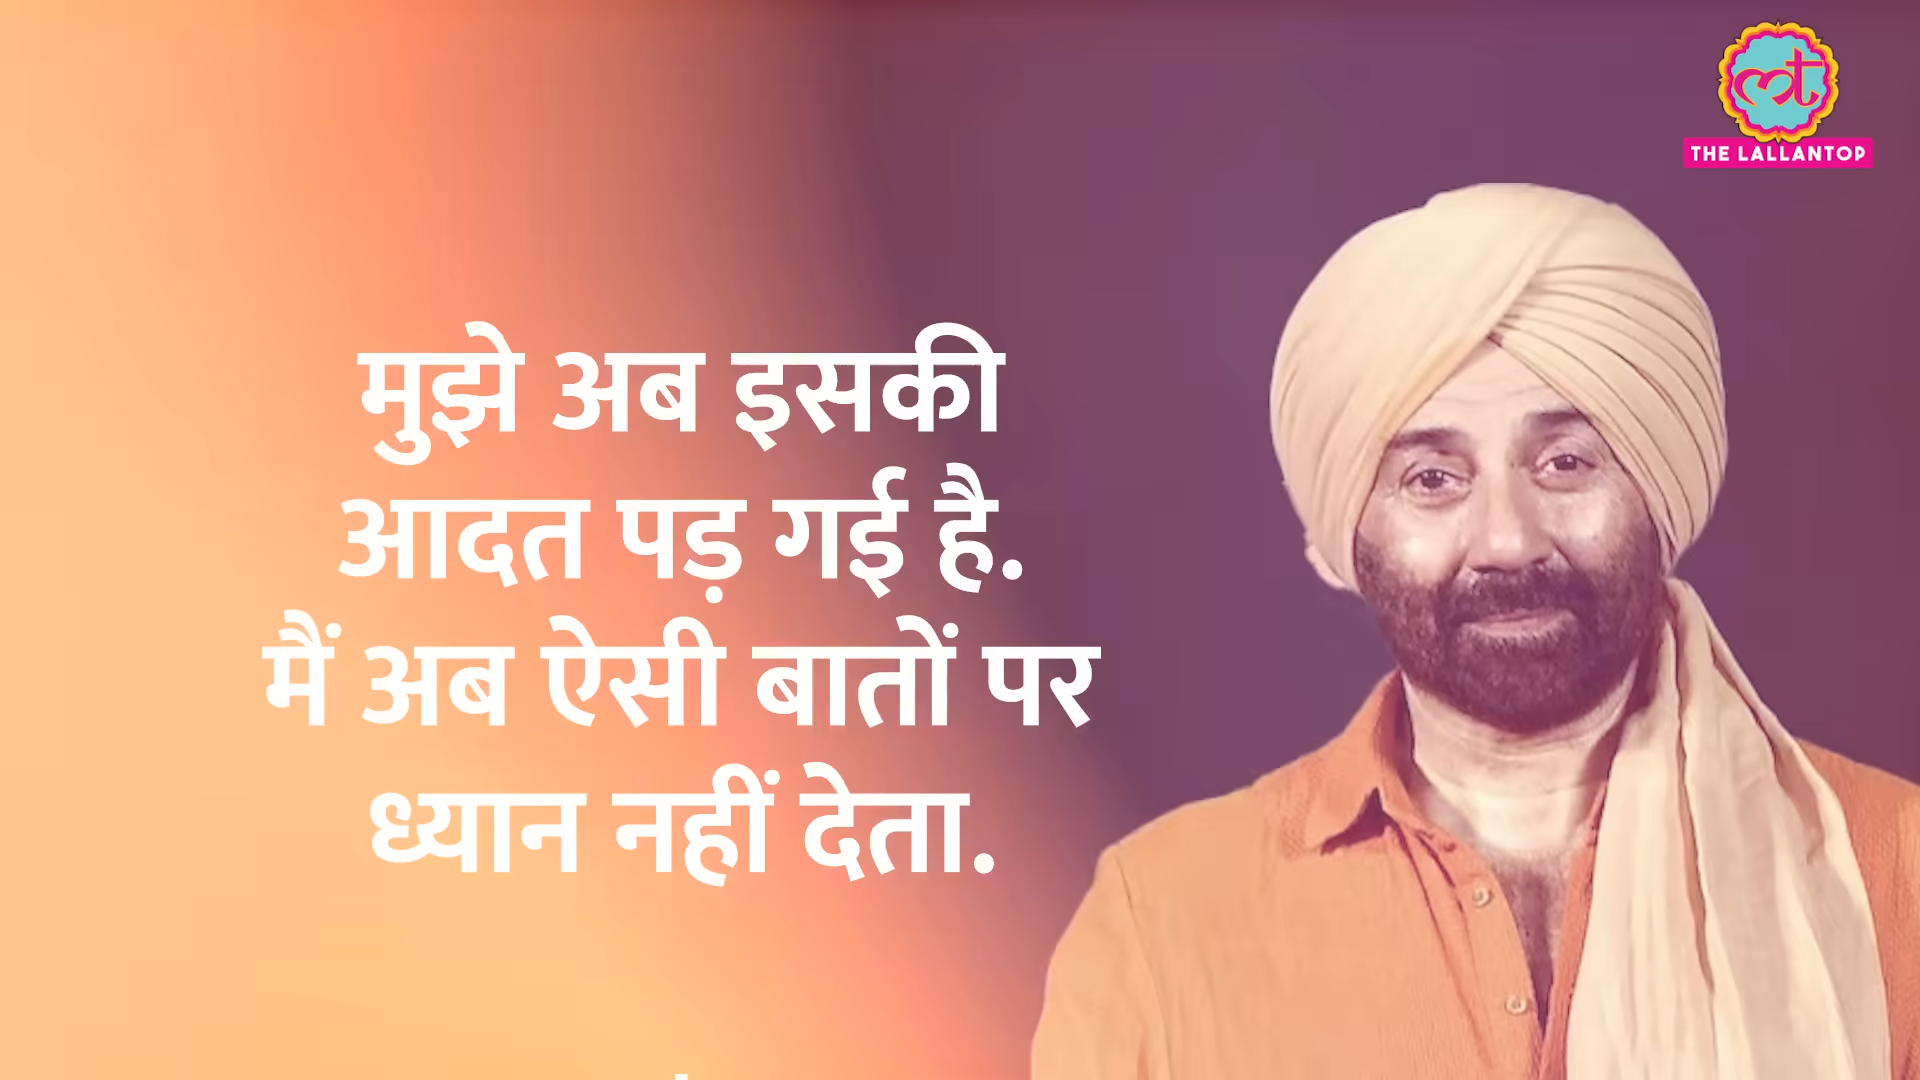 मुझे अब इसकी
आदत पड़ गई है.
मैं अब ऐसी बातों पर
ध्यान नहीं देता.
THE LALLANTOP